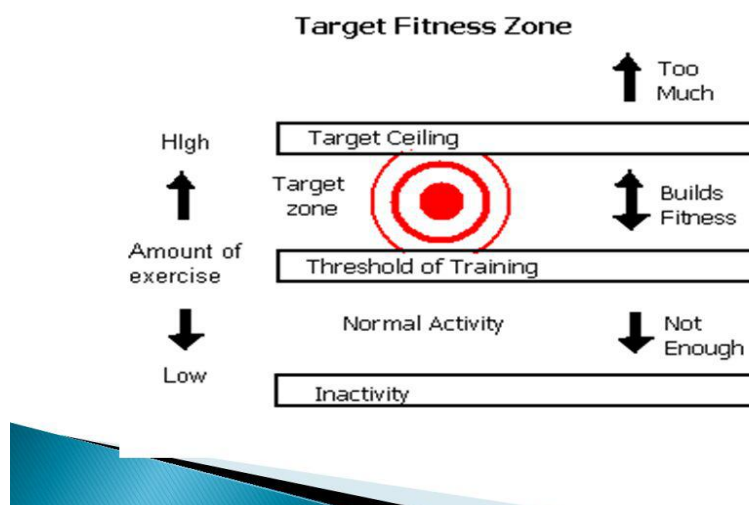 Target Fitness Zone
Too
Much
HIgh
Target Ceiling
Target
zone
Builds
Fitness
Amount of
exercise
Threshold of Training
Normal Activity
Not
Enough
Low
Inactivity